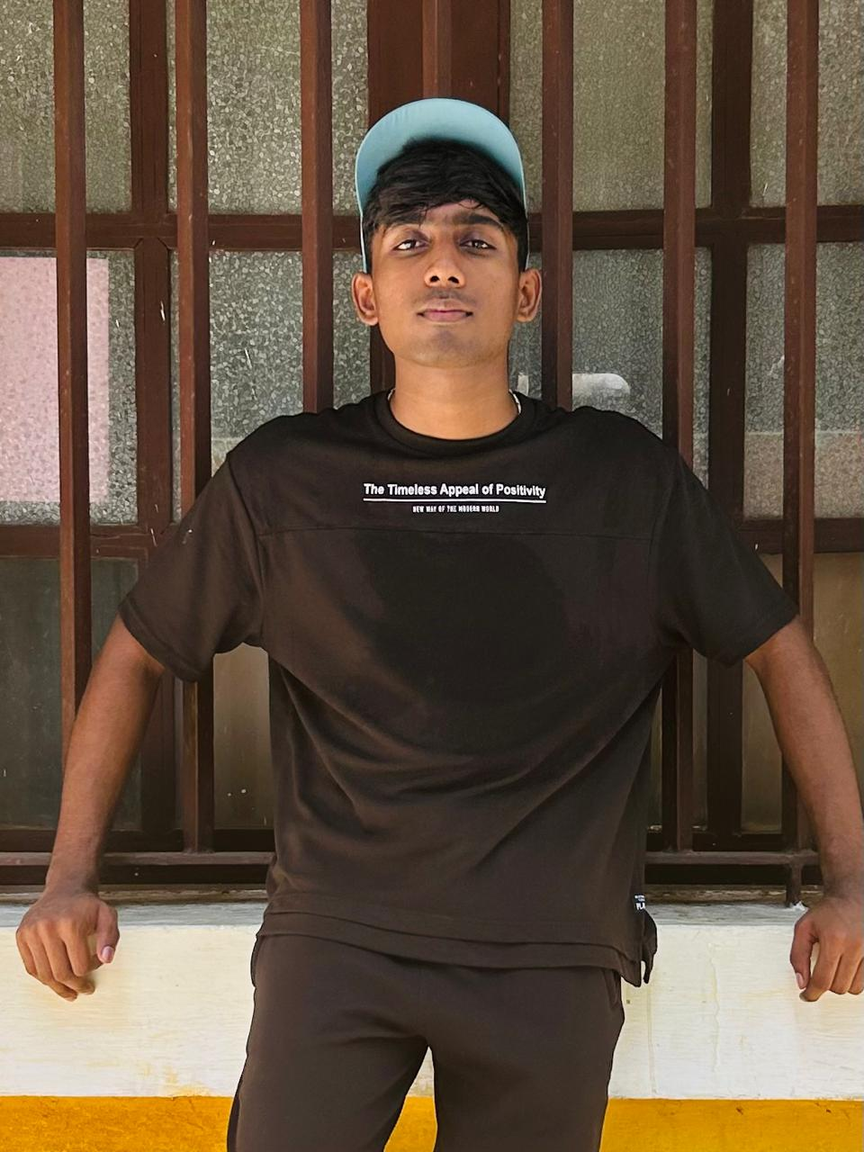 The Timeless Appeal of Positivity
NEW WAY OF THE MODERN WORLD